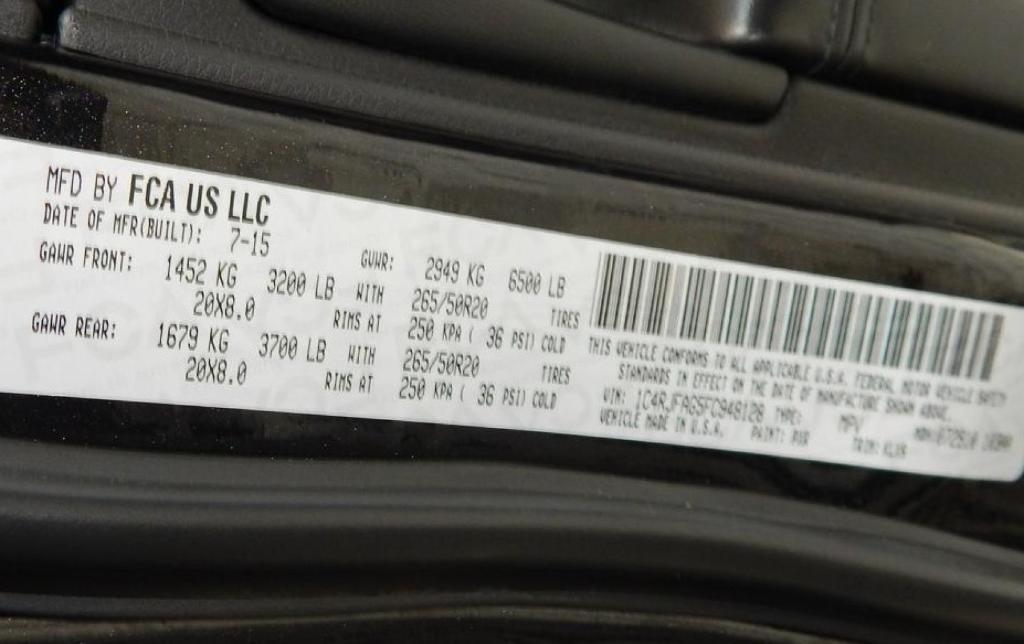 MFD BY FCA US LLC
DATE OF MFR(BUILT): 7-15
GVWR: 2949 KG 6500 LB
GAWR FRONT: 1452 KG 3200 LB WITH 265/50R20 TIRES
20X8.0 RIMS AT 250 KPA ( 36 PSI) COLD
GAWR REAR: 1679 KG 3700 LB WITH 265/50R20 TIRES
20X8.0 RIMS AT 250 KPA ( 36 PSI) COLD
THIS VEHICLE CONFORMS TO ALL APPLICABLE U.S.A. FEDERAL MOTOR VEHICLE SAFETY
STANDARDS IN EFFECT ON THE DATE OF MANUFACTURE SHOWN ABOVE.
VIN: 1C4RJFAG5FC948128 TYPE: MPV
VEHICLE MADE IN U.S.A. PAINT: TRIM: